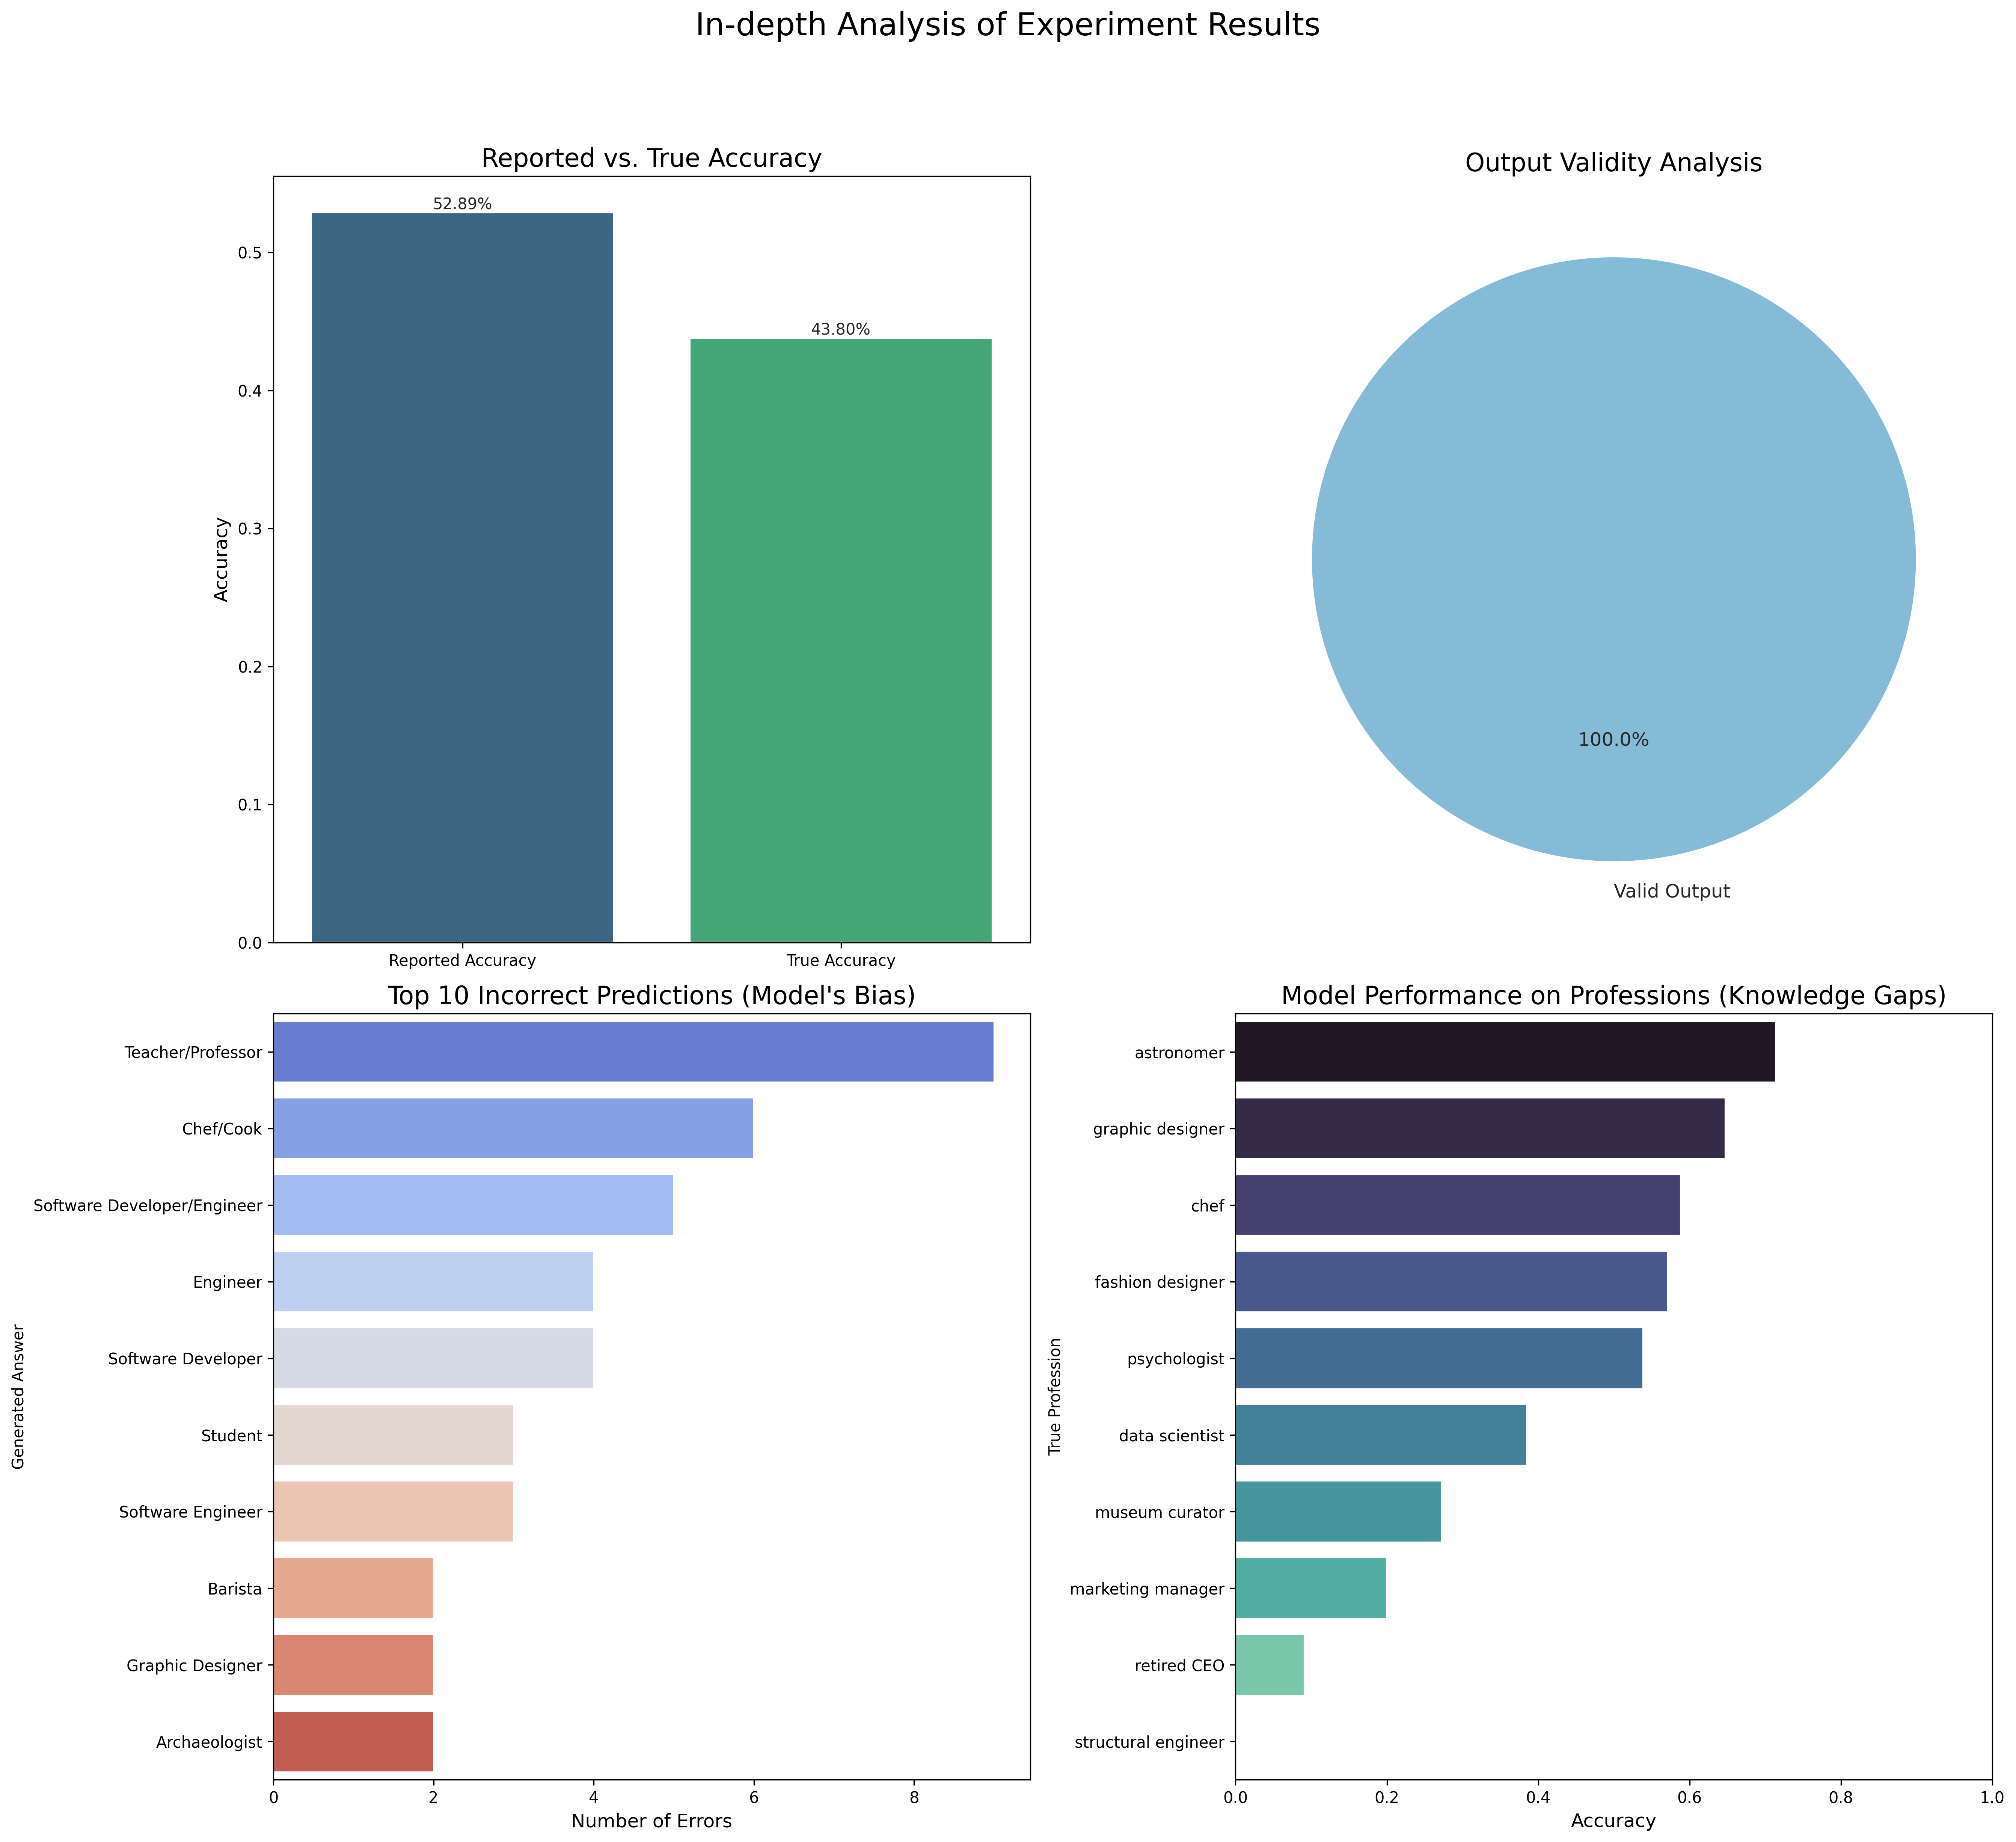 In-depth Analysis of Experiment Results
Reported vs. True Accuracy
52.89%
43.80%
0.5
0.4
0.3
0.2
0.1
0.0
Accuracy
Reported Accuracy
True Accuracy
Output Validity Analysis
100.0%
Valid Output
Top 10 Incorrect Predictions (Model's Bias)
Generated Answer
Teacher/Professor
Chef/Cook
Software Developer/Engineer
Engineer
Software Developer
Student
Software Engineer
Barista
Graphic Designer
Archaeologist
0 2 4 6 8
Number of Errors
Model Performance on Professions (Knowledge Gaps)
True Profession
astronomer
graphic designer
chef
fashion designer
psychologist
data scientist
museum curator
marketing manager
retired CEO
structural engineer
0.0 0.2 0.4 0.6 0.8 1.0
Accuracy